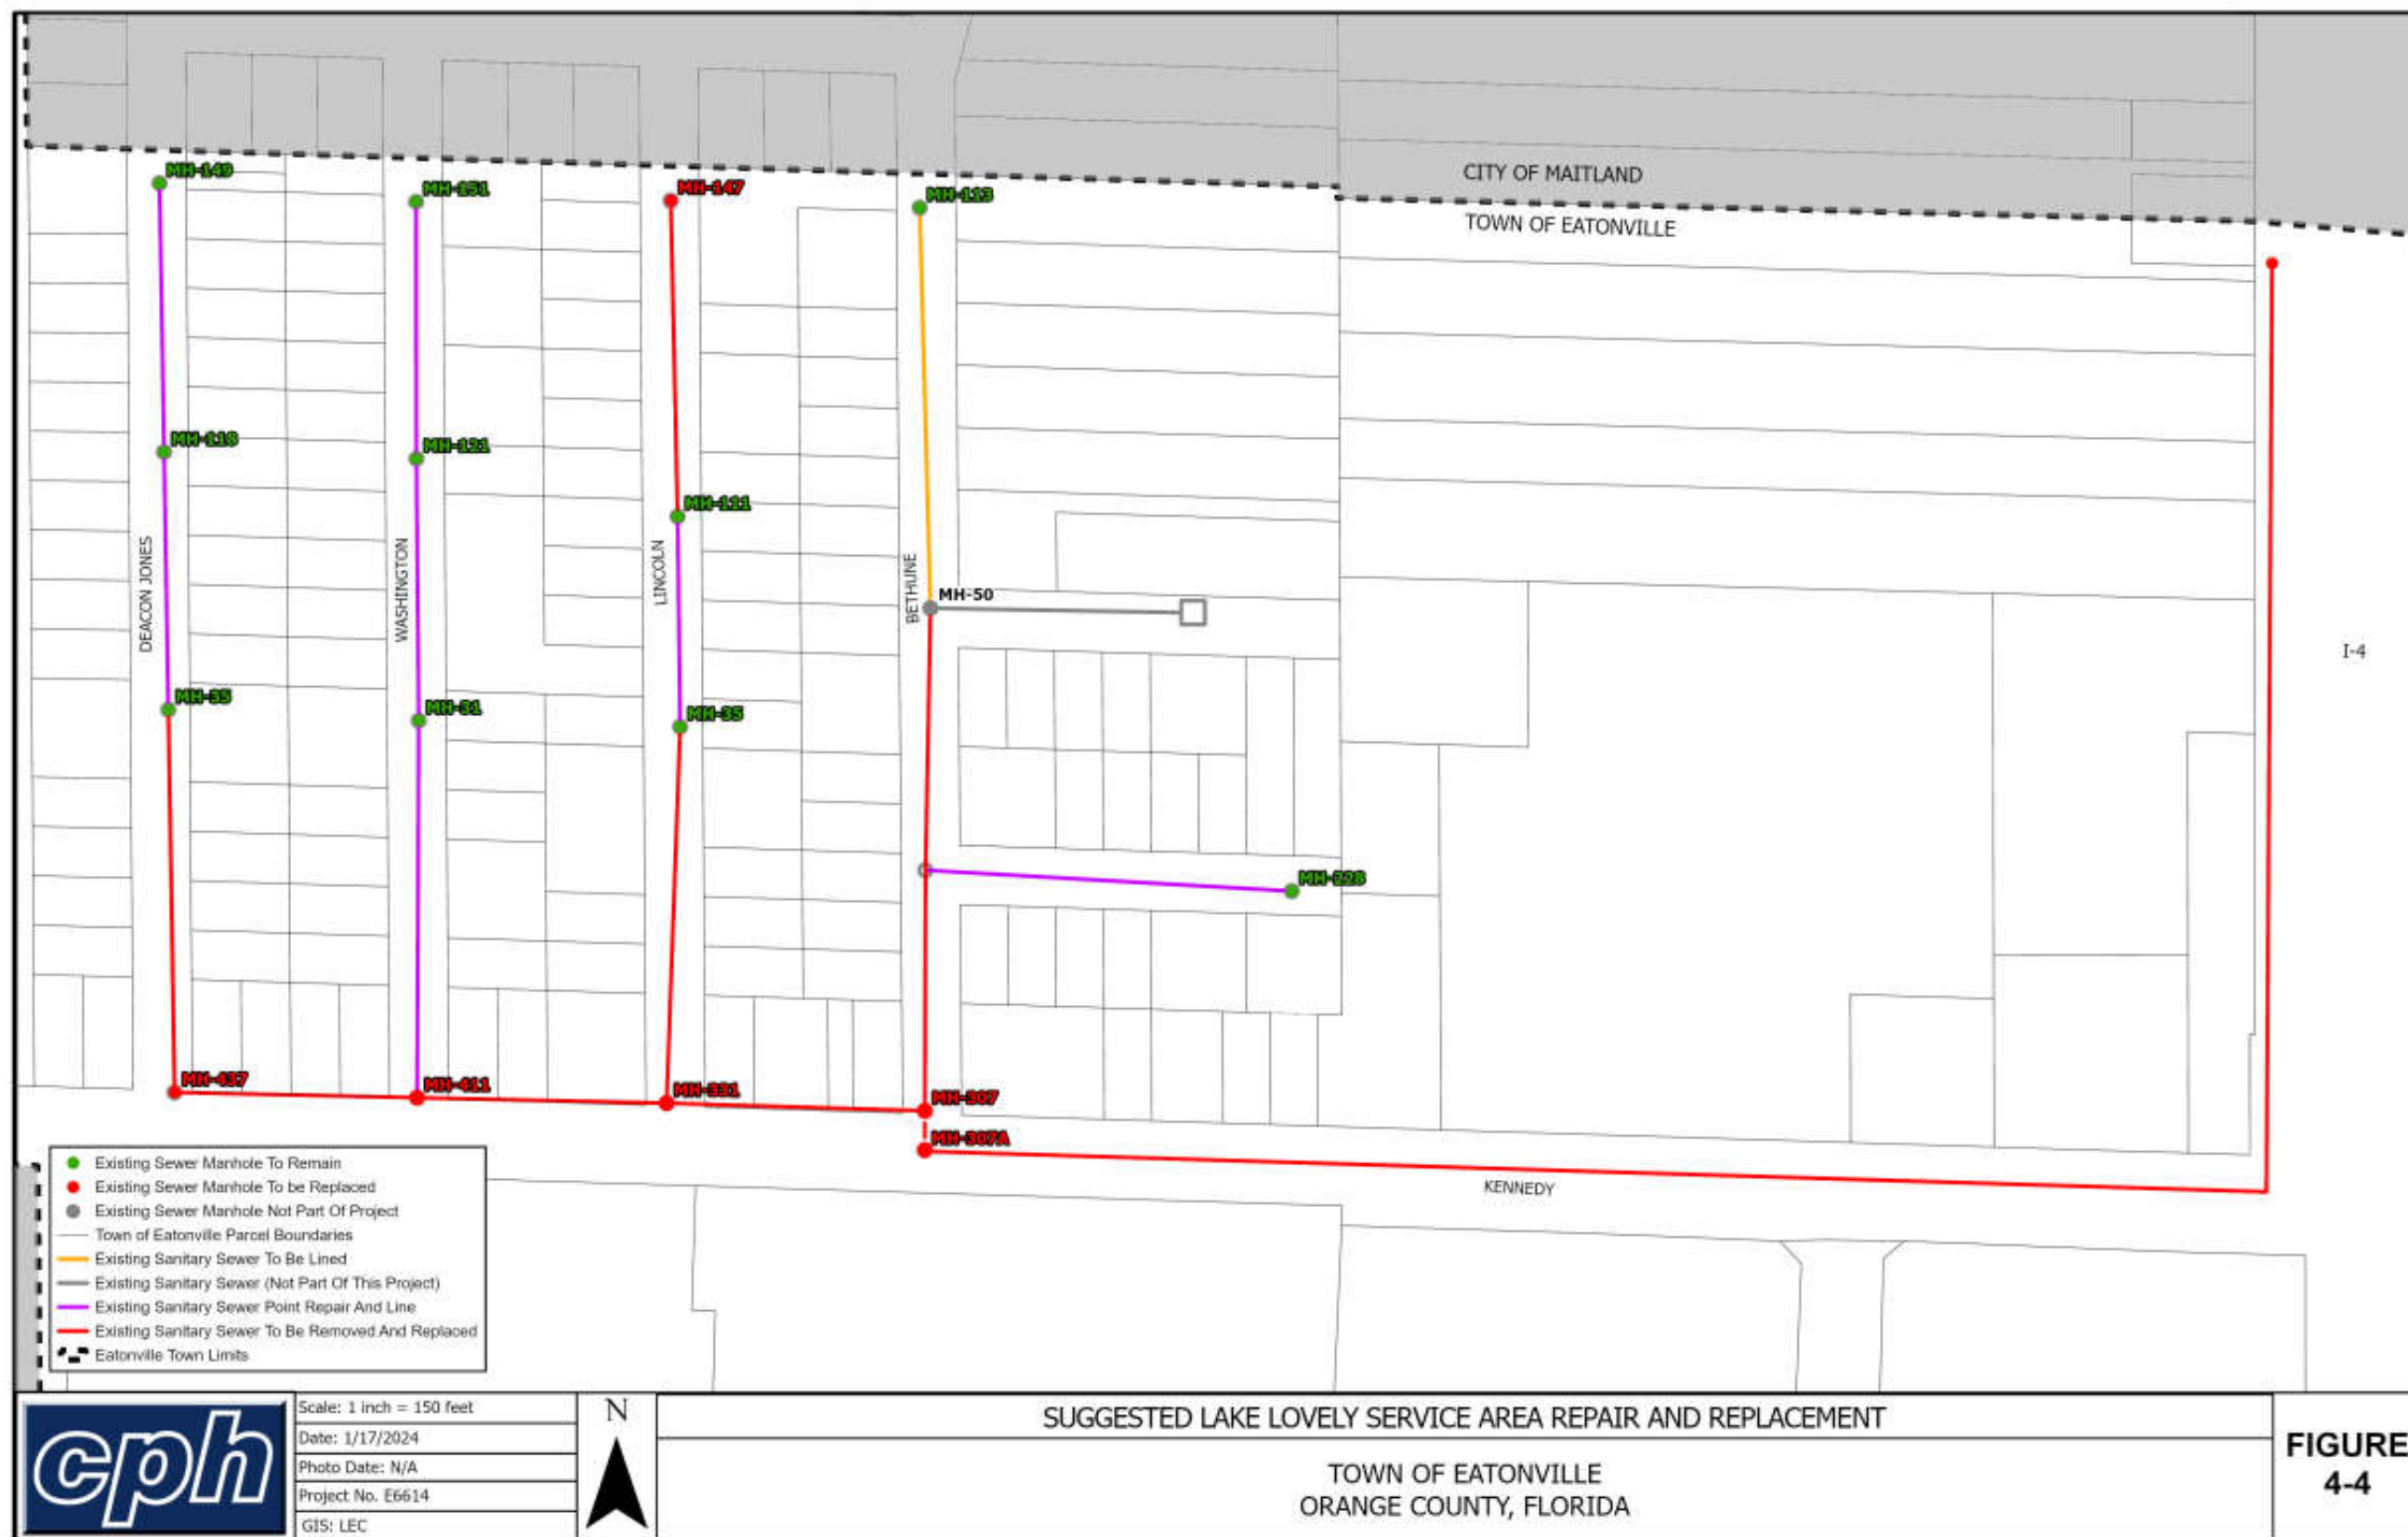 CITY OF MAITLAND
TOWN OF EATONVILLE
MH-149
MH-151
MH-147
MH-113
MH-118
MH-121
MH-111
DEACON JONES
WASHINGTON
LINCOLN
BETHUNE
MH-50
I-4
MH-35
MH-31
MH-35
MH-228
MH-437
MH-411
MH-331
MH-307
MH-307A
KENNEDY
Existing Sewer Manhole To Remain
Existing Sewer Manhole To be Replaced
Existing Sewer Manhole Not Part Of Project
Town of Eatonville Parcel Boundaries
Existing Sanitary Sewer To Be Lined
Existing Sanitary Sewer (Not Part Of This Project)
Existing Sanitary Sewer Point Repair And Line
Existing Sanitary Sewer To Be Removed And Replaced
Eatonville Town Limits
cph
Scale: 1 inch = 150 feet
Date: 1/17/2024
Photo Date: N/A
Project No. E6614
GIS: LEC
N
SUGGESTED LAKE LOVELY SERVICE AREA REPAIR AND REPLACEMENT
TOWN OF EATONVILLE
ORANGE COUNTY, FLORIDA
FIGURE
4-4